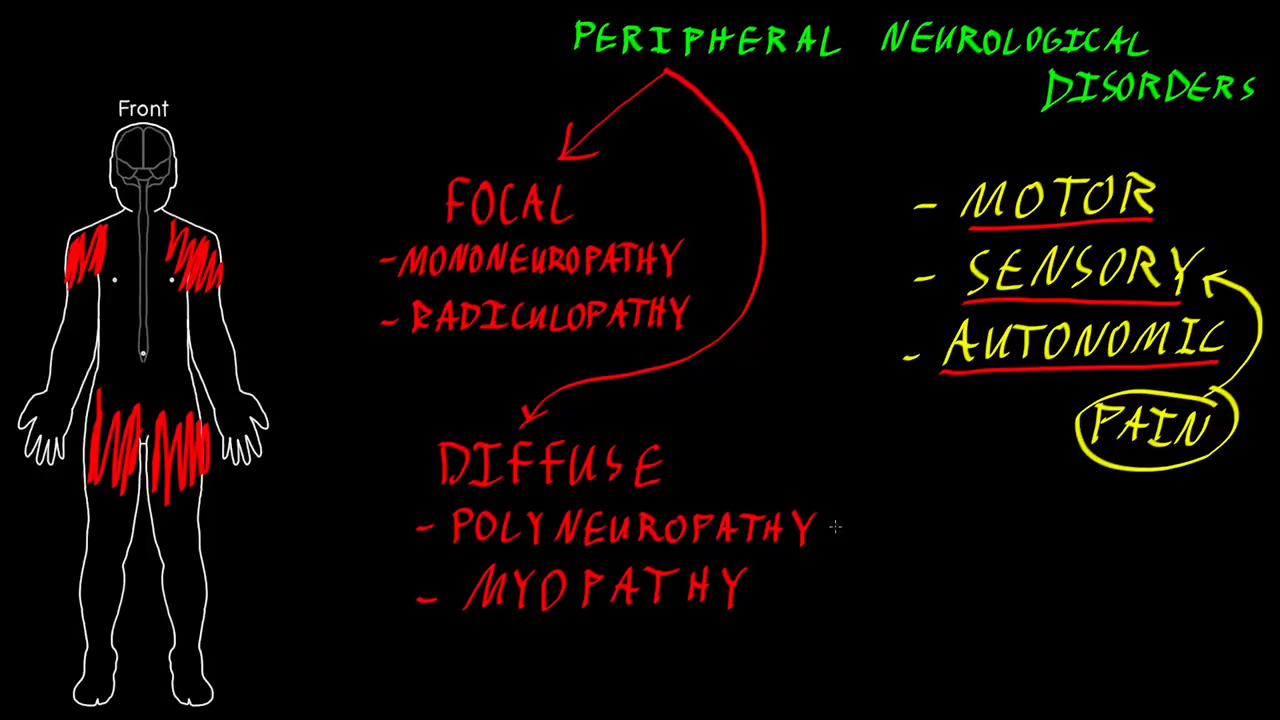 PERIPHERAL NEUROLOGICAL
DISORDERS
Front
FOCAL
- MONONEUROPATHY
- RADICULOPATHY
DIFFUSE
- POLYNEUROPATHY
- MYOPATHY
- MOTOR
- SENSORY
- AUTONOMIC
PAIN